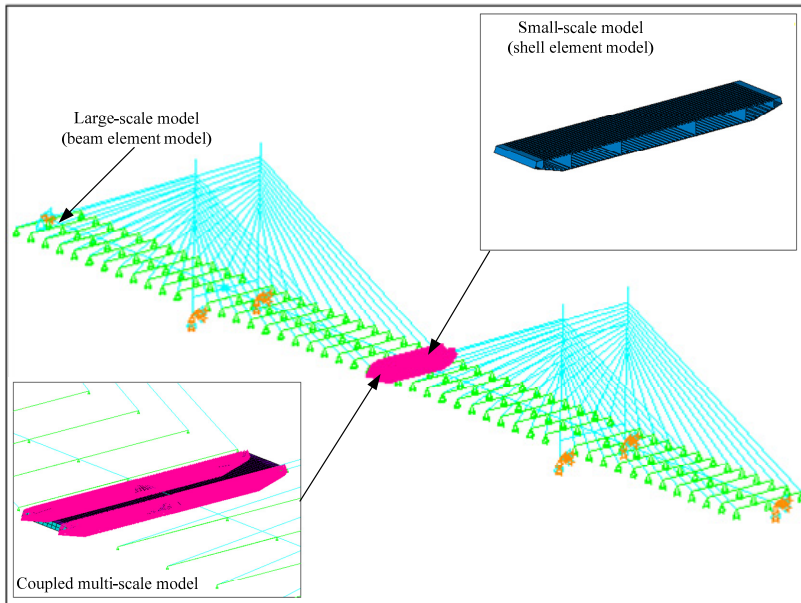 Small-scale model
(shell element model)
Large-scale model
(beam element model)
Coupled multi-scale model